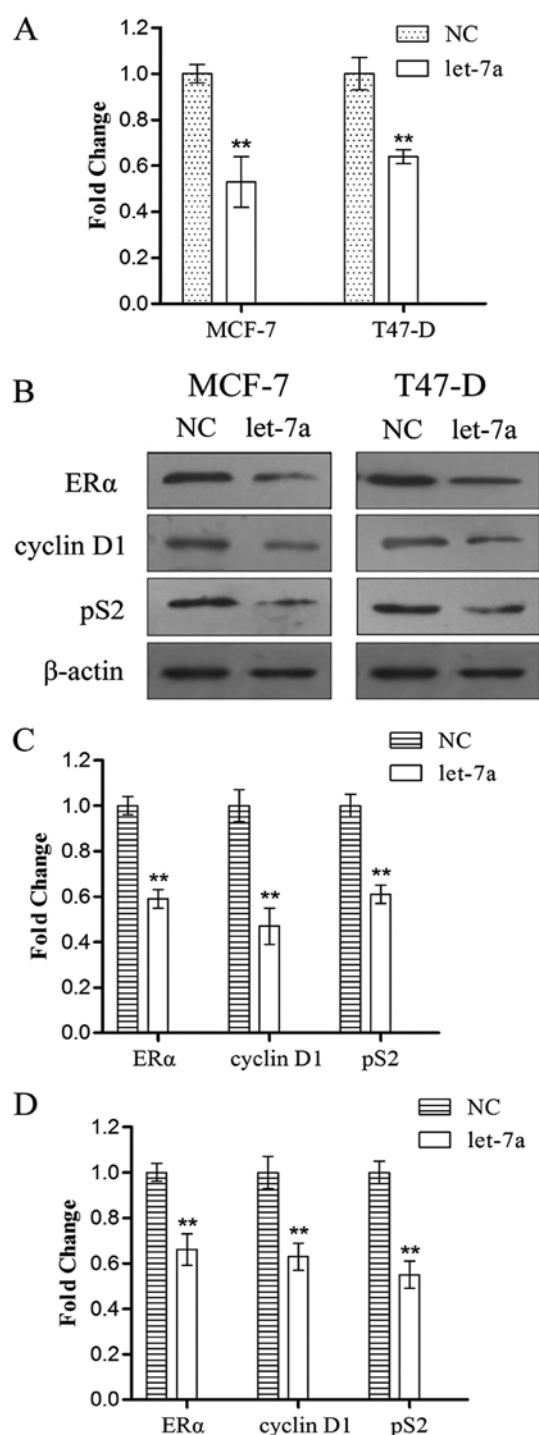 A
NC
let-7a
Fold Change
1.2
1.0
0.8
0.6
0.4
0.2
0.0
**
**
MCF-7
T47-D
B
MCF-7
T47-D
NC let-7a
NC let-7a
ERα
cyclin D1
pS2
β-actin
C
NC
let-7a
Fold Change
1.2
1.0
0.8
0.6
0.4
0.2
0.0
**
**
**
ERα
cyclin D1
pS2
D
NC
let-7a
Fold Change
1.2
1.0
0.8
0.6
0.4
0.2
0.0
**
**
**
ERα
cyclin D1
pS2